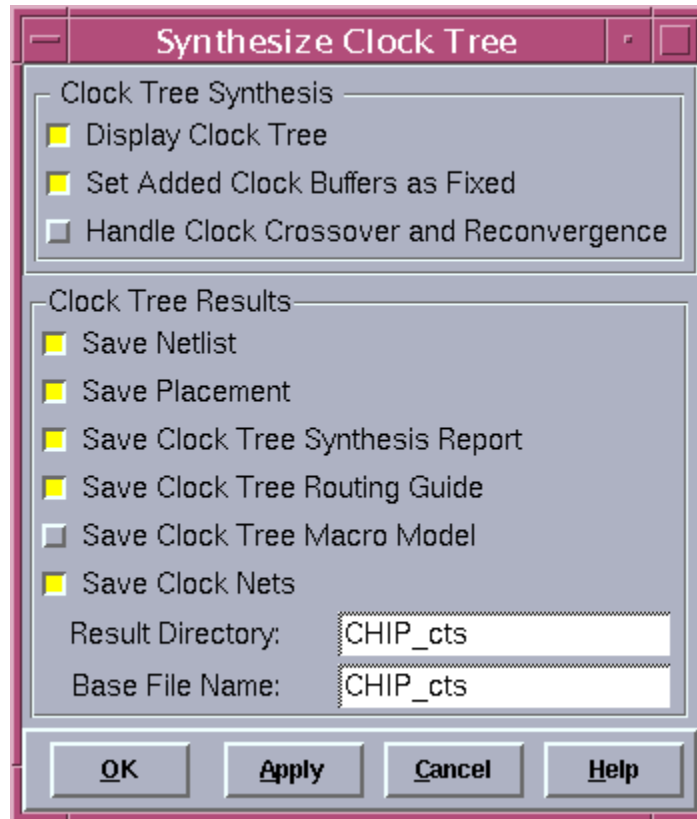 Synthesize Clock Tree
Clock Tree Synthesis
Display Clock Tree
Set Added Clock Buffers as Fixed
Handle Clock Crossover and Reconvergence
Clock Tree Results
Save Netlist
Save Placement
Save Clock Tree Synthesis Report
Save Clock Tree Routing Guide
Save Clock Tree Macro Model
Save Clock Nets
Result Directory: CHIP_cts
Base File Name: CHIP_cts
OK Apply Cancel Help